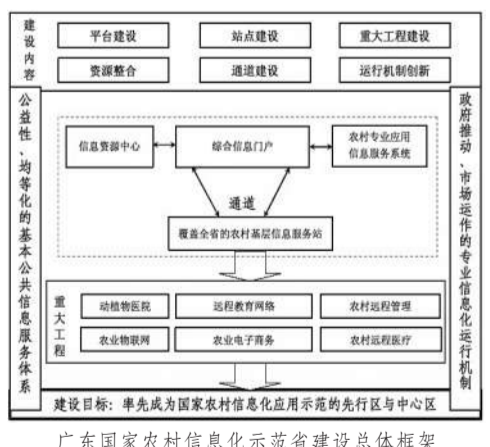 建设内容
平台建设
站点建设
重大工程建设
资源整合
通道建设
运行机制创新
公益性、均等化的基本公共信息服务体系
信息资源中心
综合信息门户
农村专业应用
信息服务系统
通道
覆盖全省的农村基层信息服务站
政府推动、市场运作的专业信息化运行机制
重大工程
动植物医院
远程教育网络
农村远程管理
农业物联网
农业电子商务
农村远程医疗
建设目标：率先成为国家农村信息化应用示范的先行区与中心区
广东国家农村信息化示范省建设总体框架